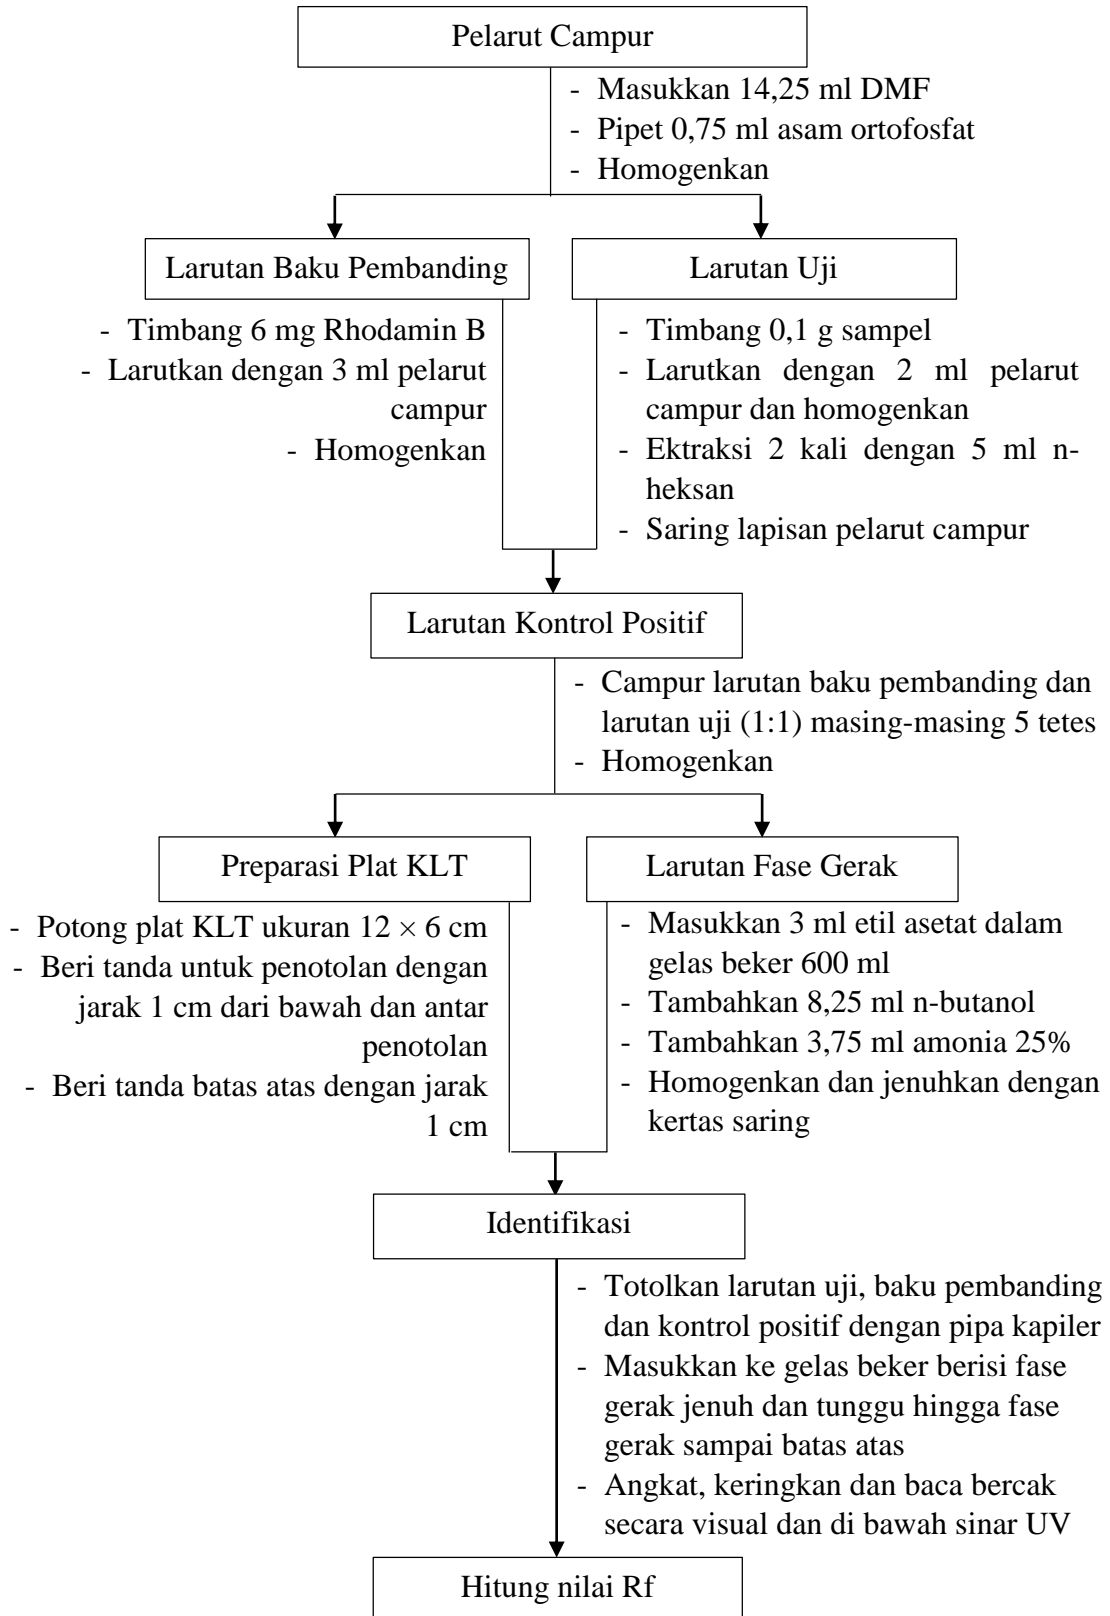 Pelarut Campur
- Masukkan 14,25 ml DMF
- Pipet 0,75 ml asam ortofosfat
- Homogenkan
Larutan Baku Pembanding
- Timbang 6 mg Rhodamin B
- Larutkan dengan 3 ml pelarut
campur
- Homogenkan
Larutan Uji
- Timbang 0,1 g sampel
- Larutkan dengan 2 ml pelarut
campur dan homogenkan
- Ektraksi 2 kali dengan 5 ml n-
heksan
- Saring lapisan pelarut campur
Larutan Kontrol Positif
- Campur larutan baku pembanding dan
larutan uji (1:1) masing-masing 5 tetes
- Homogenkan
Preparasi Plat KLT
- Potong plat KLT ukuran 12 × 6 cm
- Beri tanda untuk penotolan dengan
jarak 1 cm dari bawah dan antar
penotolan
- Beri tanda batas atas dengan jarak
1 cm
Larutan Fase Gerak
- Masukkan 3 ml etil asetat dalam
gelas beker 600 ml
- Tambahkan 8,25 ml n-butanol
- Tambahkan 3,75 ml amonia 25%
- Homogenkan dan jenuhkan dengan
kertas saring
Identifikasi
- Totolkan larutan uji, baku pembanding
dan kontrol positif dengan pipa kapiler
- Masukkan ke gelas beker berisi fase
gerak jenuh dan tunggu hingga fase
gerak sampai batas atas
- Angkat, keringkan dan baca bercak
secara visual dan di bawah sinar UV
Hitung nilai Rf